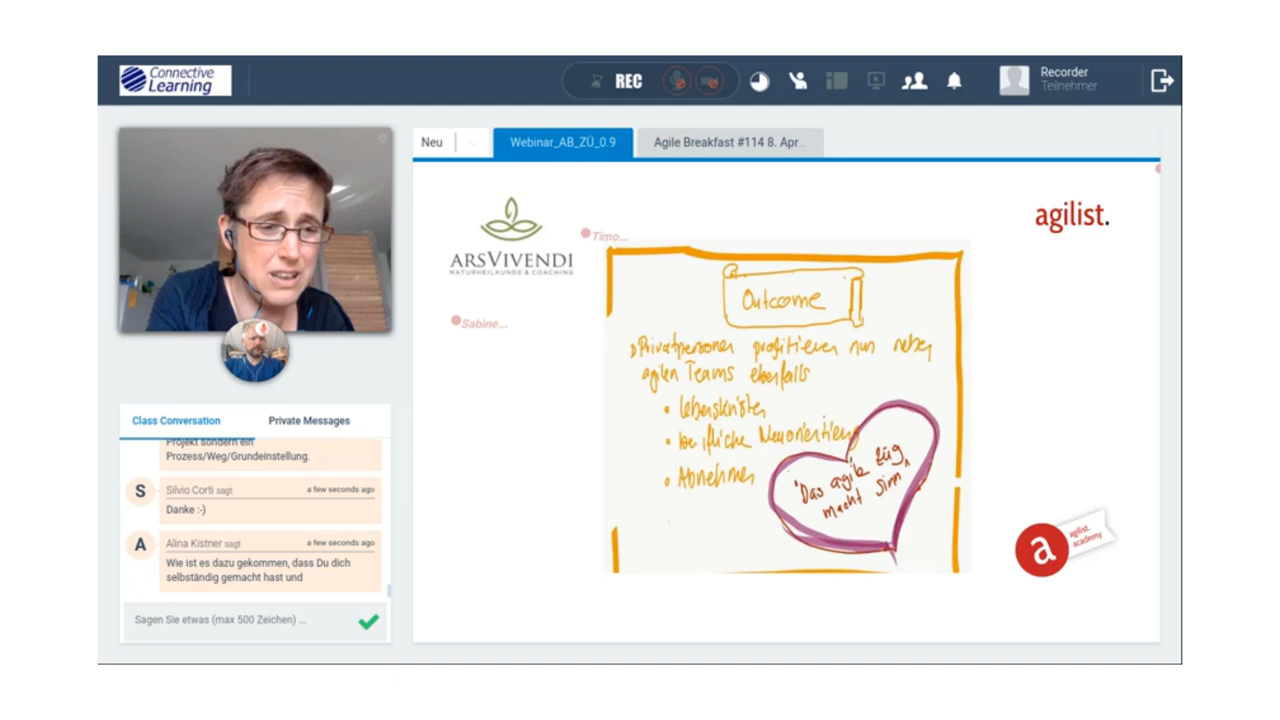 Connective
Learning
REC
Recorder
Teilnehmer
Neu
Webinar_AB_ZÜ_0.9
Agile Breakfast #114 8. Apr...
agilist.
ARSVIVENDI
NATURHEILKUNDE & COACHING
Timo...
Sabine...
Outcome
Privatpersonen profitieren nun neben
agilen Teams ebenfalls
• 
• Neuorientierung
• Abnehmen
"Das agile Züg
macht Sinn"
a
agilist.
academy
Class Conversation
Private Messages
Projekt sondern ein
Prozess/Weg/Grundeinstellung.
S
Silvio Corti sagt
a few seconds ago
Danke :-)
A
Alina Kistner sagt
a few seconds ago
Wie ist es dazu gekommen, dass Du dich
selbständig gemacht hast und
Sagen Sie etwas (max 500 Zeichen) ...